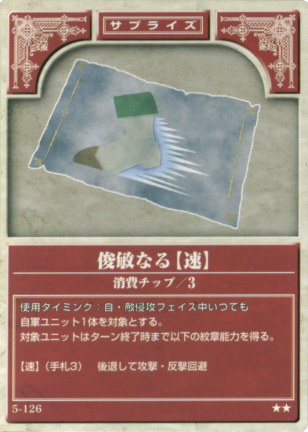 サプライズ
俊敏なる【速】
消費チップ／3
使用タイミング：自・敵侵攻フェイス中いつでも
自軍ユニット1体を対象とする。
対象ユニットはターン終了時まで以下の紋章能力を得る。
【速】（手札3）　後退して攻撃・反撃回避
5-126
★★